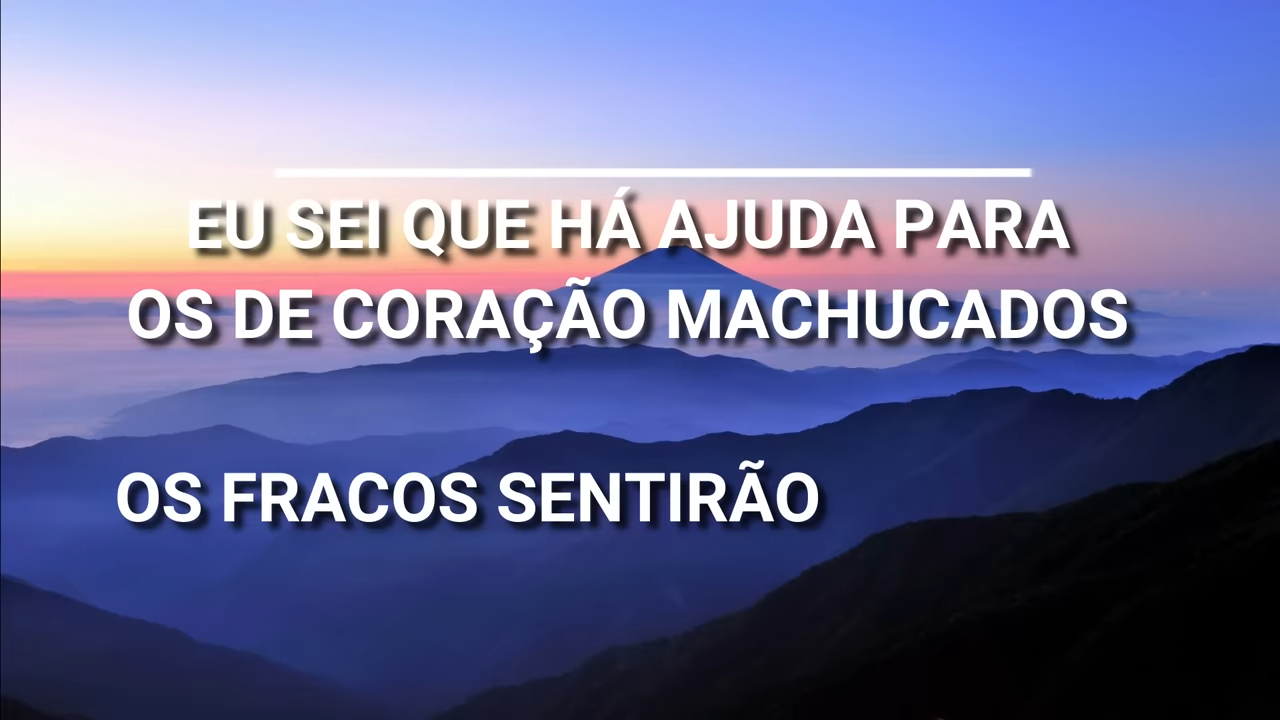 EU SEI QUE HÁ AJUDA PARA
OS DE CORAÇÃO MACHUCADOS
OS FRACOS SENTIRÃO